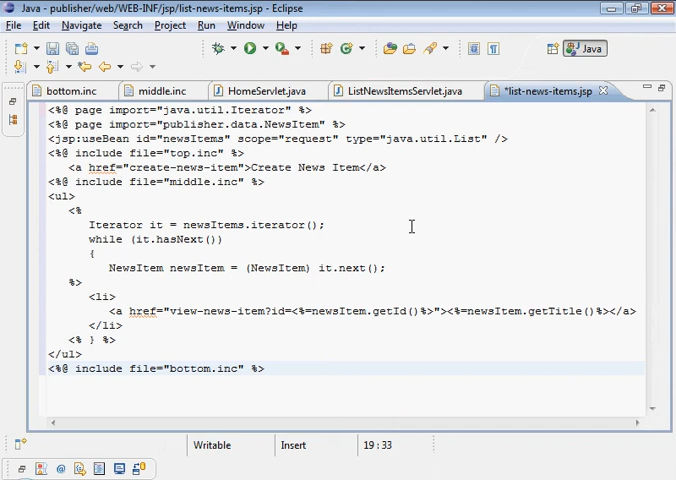 Java - publisher/web/WEB-INF/jsp/list-news-items.jsp - Eclipse
File Edit Navigate Search Project Run Window Help
Java
bottom.inc middle.inc HomeServlet.java ListNewsItemsServlet.java *list-news-items.jsp
<%@ page import="java.util.Iterator" %>
<%@ page import="publisher.data.NewsItem" %>
<jsp:useBean id="newsItems" scope="request" type="java.util.List" />
<%@ include file="top.inc" %>
<a href="create-news-item">Create News Item</a>
<%@ include file="middle.inc" %>
<ul>
<%
Iterator it = newsItems.iterator();
while (it.hasNext())
{
NewsItem newsItem = (NewsItem) it.next();
%>
<li>
<a href="view-news-item?id=<%=newsItem.getId()%>"><%=newsItem.getTitle()%></a>
</li>
<% } %>
</ul>
<%@ include file="bottom.inc" %>
Writable Insert 19 : 33